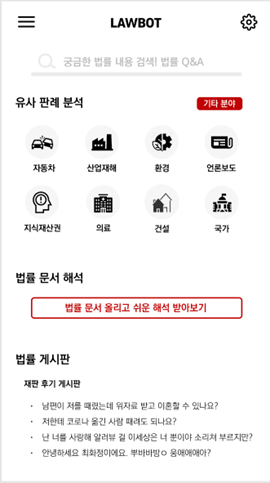 LAWBOT
궁금한 법률 내용 검색! 법률 Q&A
유사 판례 분석
기타 분야
자동차
산업재해
환경
언론보도
지식재산권
의료
건설
국가
법률 문서 해석
법률 문서 올리고 쉬운 해석 받아보기
법률 게시판
재판 후기 게시판
· 남편이 저를 때렸는데 위자료 받고 이혼할 수 있나요?
· 저한테 코로나 옮긴 사람 때려도 되나요?
· 난 너를 사랑해 알러뷰 걸 이세상은 너 뿐이야 소리쳐 부르지만?
· 안녕하세요 최화정이에요. 뿌바바밤ㅇ 웅애애애아?